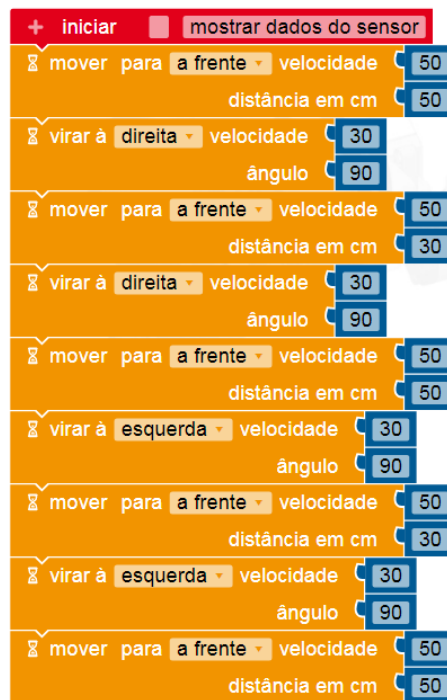 + iniciar mostrar dados do sensor
mover para a frente velocidade 50
distância em cm 50
virar à direita velocidade 30
ângulo 90
mover para a frente velocidade 50
distância em cm 30
virar à direita velocidade 30
ângulo 90
mover para a frente velocidade 50
distância em cm 50
virar à esquerda velocidade 30
ângulo 90
mover para a frente velocidade 50
distância em cm 30
virar à esquerda velocidade 30
ângulo 90
mover para a frente velocidade 50
distância em cm 50